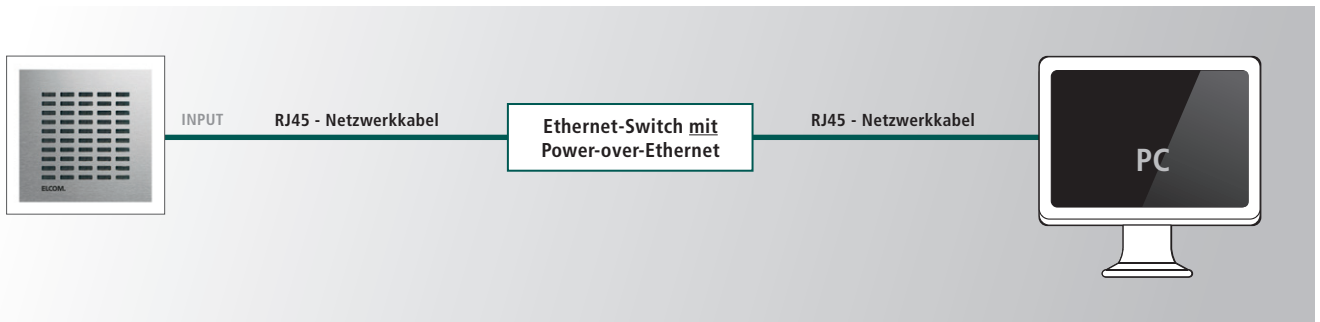 INPUT
RJ45 - Netzwerkkabel
Ethernet-Switch mit
Power-over-Ethernet
RJ45 - Netzwerkkabel
PC
ELCOM.